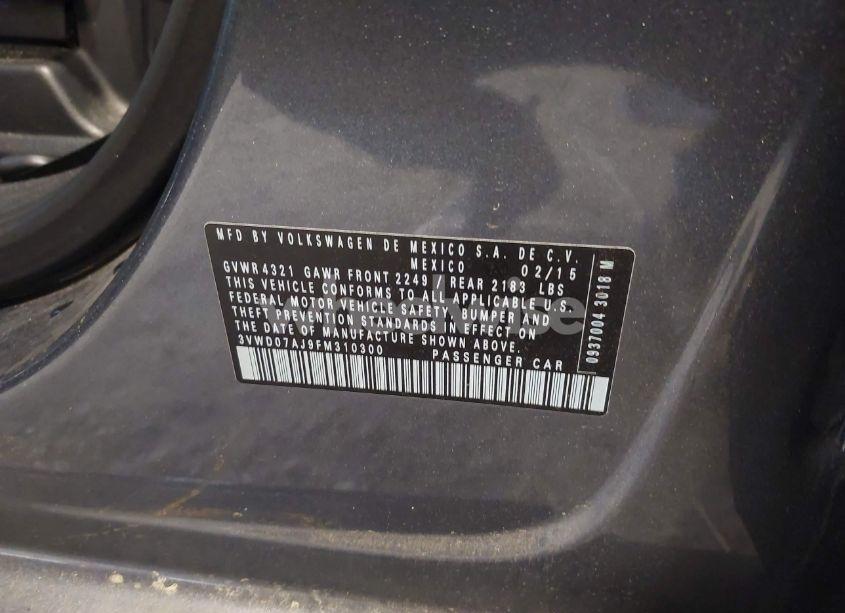 MFD BY VOLKSWAGEN DE MEXICO S.A. DE C.V.
MEXICO 02/15
GVWR 4321 GAWR FRONT 2249 REAR 2183 LBS
THIS VEHICLE CONFORMS TO ALL APPLICABLE U.S.
FEDERAL MOTOR VEHICLE SAFETY, BUMPER AND
THEFT PREVENTION STANDARDS IN EFFECT ON
THE DATE OF MANUFACTURE SHOWN ABOVE.
3VWD07AJ9FM310300 PASSENGER CAR
0937004 3018 M